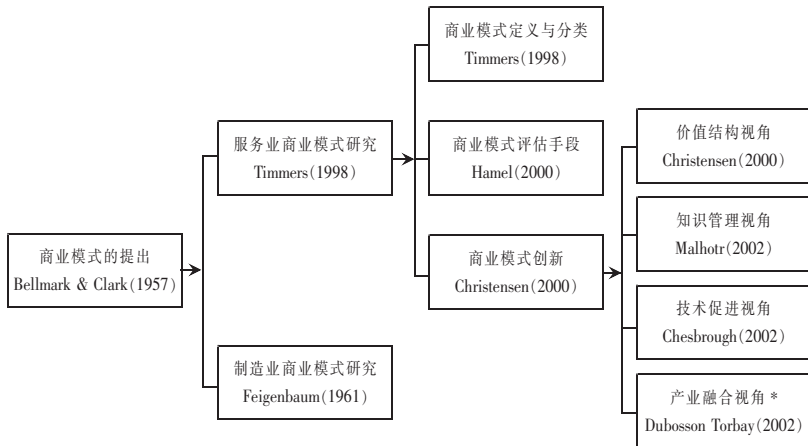 商业模式的提出
Bellmark & Clark(1957)
服务业商业模式研究
Timmers(1998)
制造业商业模式研究
Feigenbaum(1961)
商业模式定义与分类
Timmers(1998)
商业模式评估手段
Hamel(2000)
商业模式创新
Christensen(2000)
价值结构视角
Christensen(2000)
知识管理视角
Malhotr(2002)
技术促进视角
Chesbrough(2002)
产业融合视角 *
Dubosson Torbay(2002)